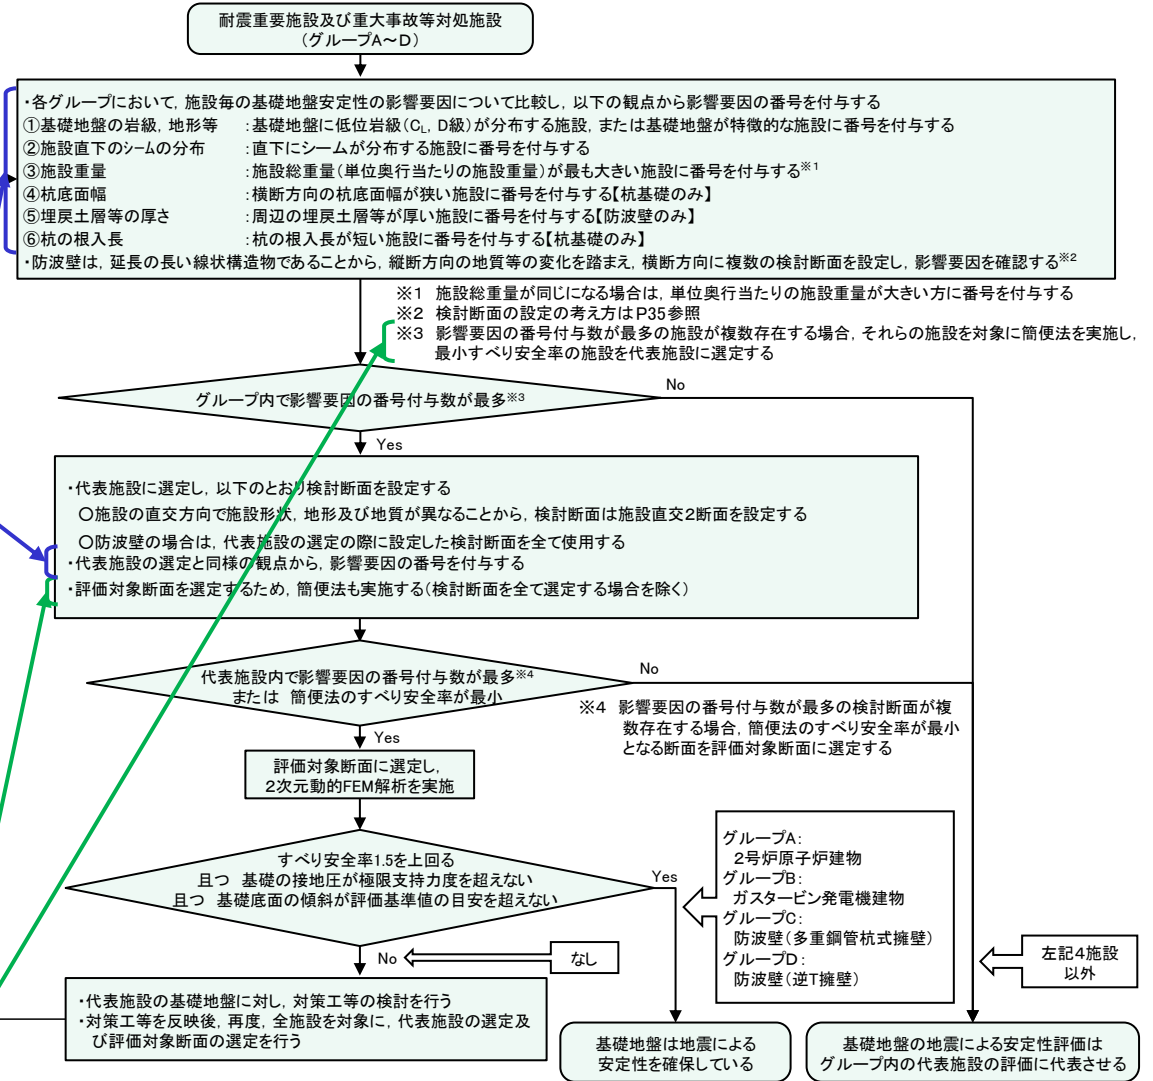 耐震重要施設及び重大事故等対処施設
(グループA～D)
・各グループにおいて，施設毎の基礎地盤安定性の影響要因について比較し，以下の観点から影響要因の番号を付与する
①基礎地盤の岩級，地形等 ：基礎地盤に低位岩級(CL，D級)が分布する施設，または基礎地盤が特徴的な施設に番号を付与する
②施設直下のシームの分布 ：直下にシームが分布する施設に番号を付与する
③施設重量 ：施設総重量(単位奥行当たりの施設重量)が最も大きい施設に番号を付与する※1
④杭底面幅 ：横断方向の杭底面幅が狭い施設に番号を付与する【杭基礎のみ】
⑤埋戻土層等の厚さ ：周辺の埋戻土層等が厚い施設に番号を付与する【防波壁のみ】
⑥杭の根入長 ：杭の根入長が短い施設に番号を付与する【杭基礎のみ】
・防波壁は，延長の長い線状構造物であることから，縦断方向の地質等の変化を踏まえ，横断方向に複数の検討断面を設定し，影響要因を確認する※2
※1 施設総重量が同じになる場合は，単位奥行当たりの施設重量が大きい方に番号を付与する
※2 検討断面の設定の考え方はP35参照
※3 影響要因の番号付与数が最多の施設が複数存在する場合，それらの施設を対象に簡便法を実施し，
最小すべり安全率の施設を代表施設に選定する
グループ内で影響要因の番号付与数が最多※3
No
Yes
・代表施設に選定し，以下のとおり検討断面を設定する
〇施設の直交方向で施設形状，地形及び地質が異なることから，検討断面は施設直交2断面を設定する
〇防波壁の場合は，代表施設の選定の際に設定した検討断面を全て使用する
・代表施設の選定と同様の観点から，影響要因の番号を付与する
・評価対象断面を選定するため，簡便法も実施する(検討断面を全て選定する場合を除く)
代表施設内で影響要因の番号付与数が最多※4
または 簡便法のすべり安全率が最小
No
※4 影響要因の番号付与数が最多の検討断面が複
数存在する場合，簡便法のすべり安全率が最小
となる断面を評価対象断面に選定する
Yes
評価対象断面に選定し，
2次元動的FEM解析を実施
すべり安全率1.5を上回る
且つ 基礎の接地圧が極限支持力度を超えない
且つ 基礎底面の傾斜が評価基準値の目安を超えない
Yes
グループA：
2号炉原子炉建物
グループB：
ガスタービン発電機建物
グループC：
防波壁(多重鋼管杭式擁壁)
グループD：
防波壁(逆T擁壁)
No
なし
左記4施設
以外
・代表施設の基礎地盤に対し，対策工等の検討を行う
・対策工等を反映後，再度，全施設を対象に，代表施設の選定及
び評価対象断面の選定を行う
基礎地盤は地震による
安定性を確保している
基礎地盤の地震による安定性評価は
グループ内の代表施設の評価に代表させる